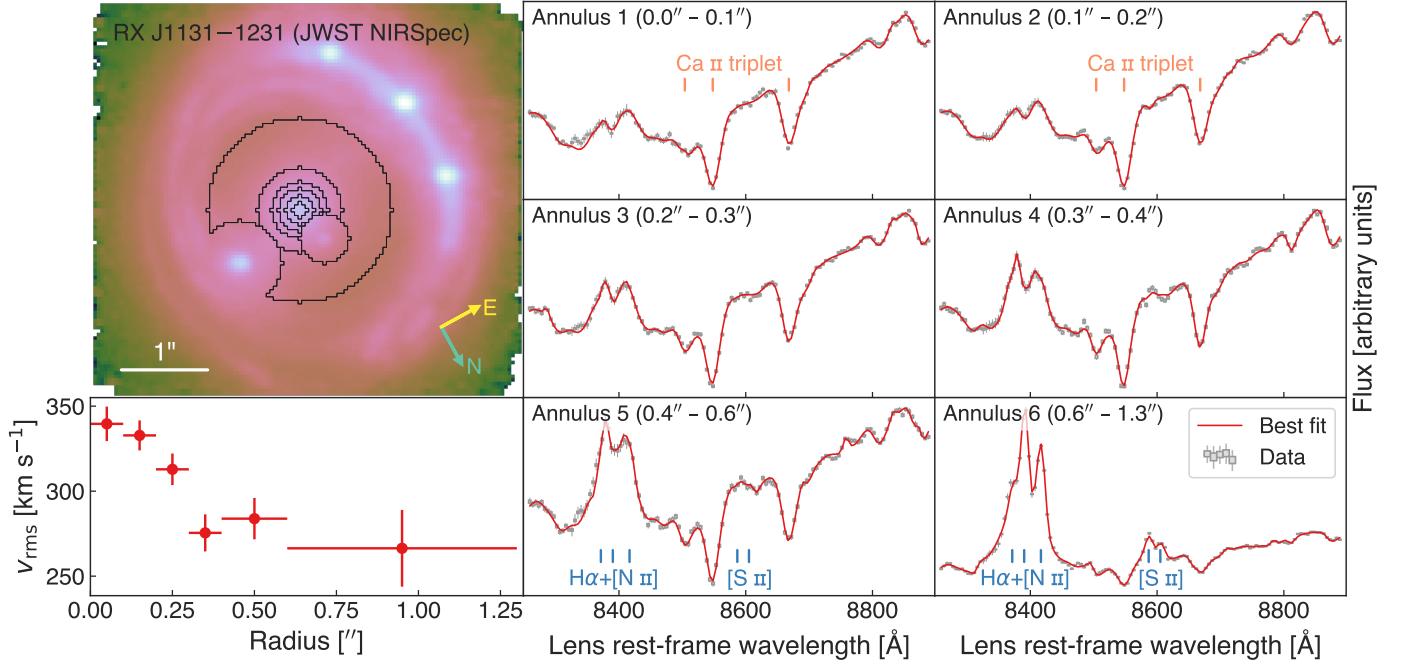 RX J1131−1231 (JWST NIRSpec)
E
N
1"
Annulus 1 (0.0″ – 0.1″)
Ca II triplet
Annulus 2 (0.1″ – 0.2″)
Ca II triplet
Annulus 3 (0.2″ – 0.3″)
Annulus 4 (0.3″ – 0.4″)
Annulus 5 (0.4″ – 0.6″)
Hα+[N II]
[S II]
Annulus 6 (0.6″ – 1.3″)
Best fit
Data
Hα+[N II]
[S II]
Flux [arbitrary units]
350
300
250
v_rms [km s⁻¹]
0.00 0.25 0.50 0.75 1.00 1.25
Radius [″]
8400 8600 8800
Lens rest-frame wavelength [Å]
8400 8600 8800
Lens rest-frame wavelength [Å]